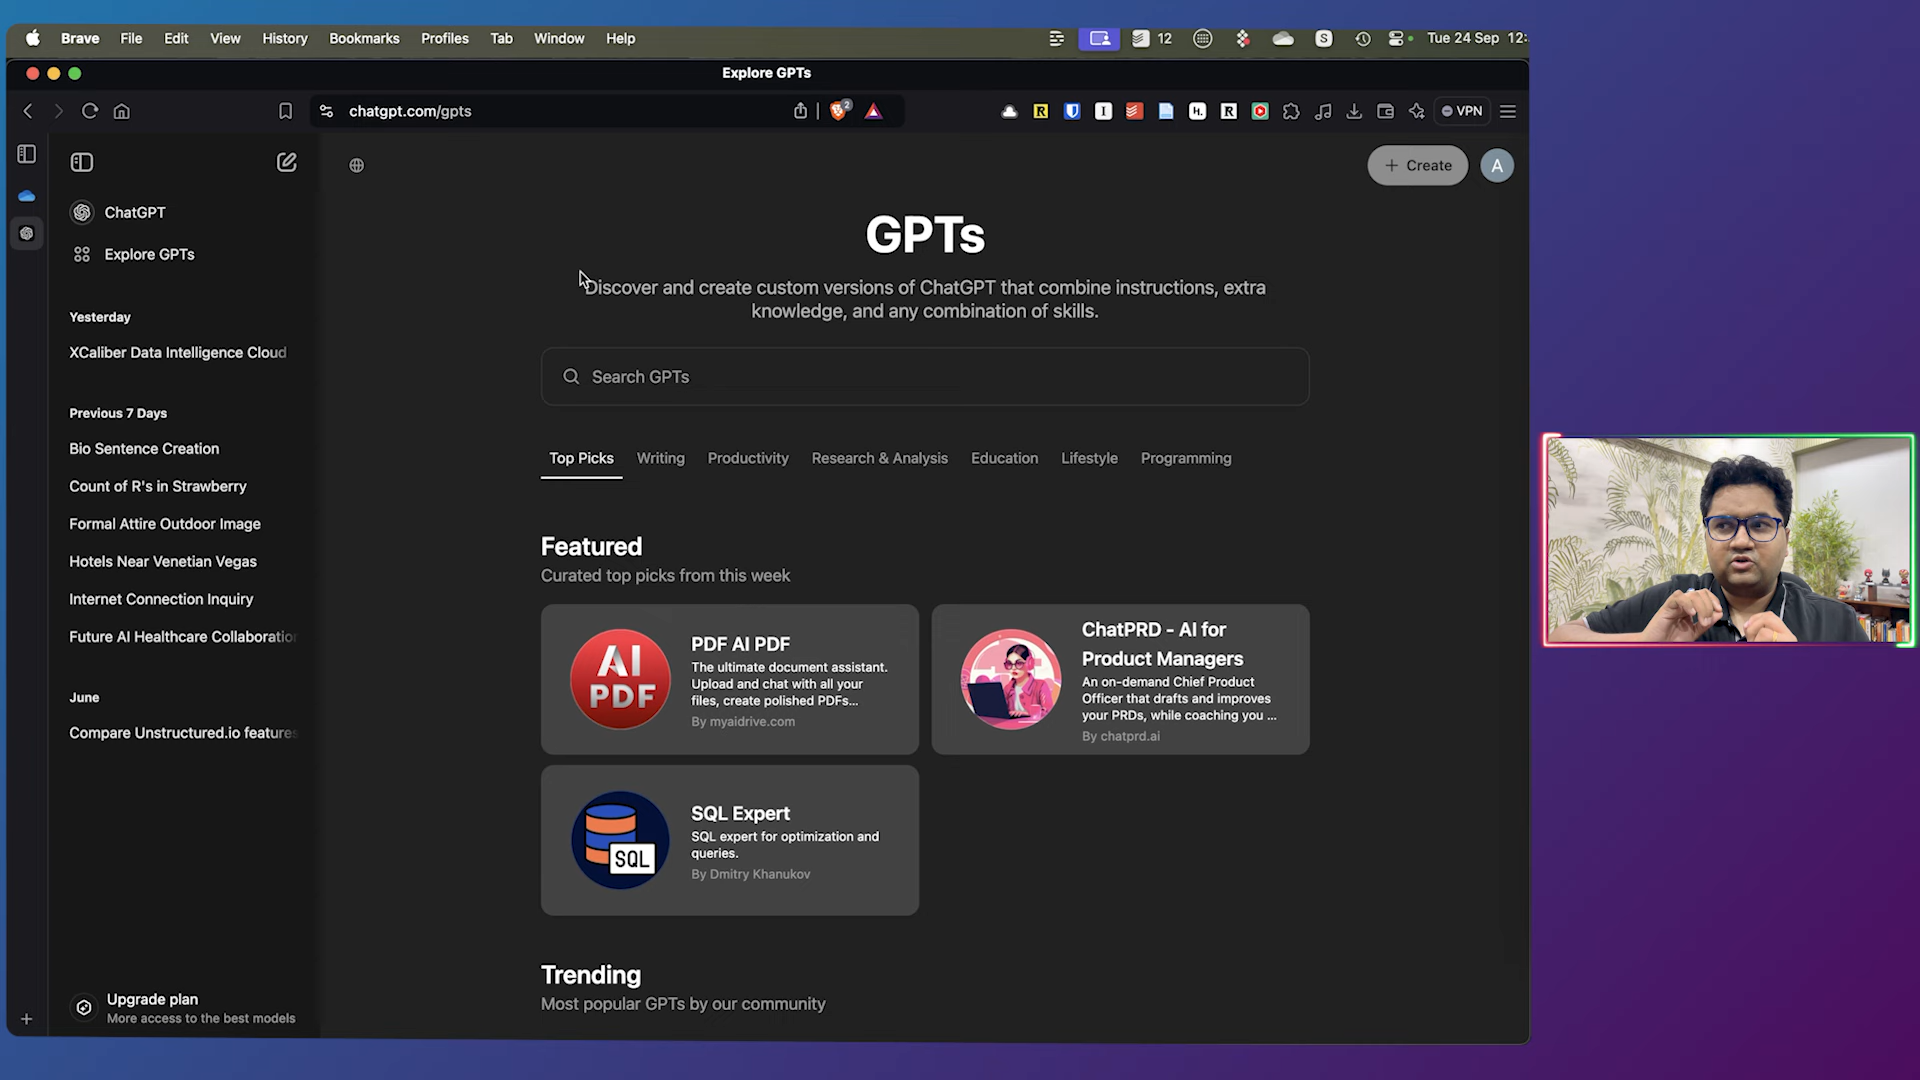 Brave File Edit View History Bookmarks Profiles Tab Window Help
12
S
Tue 24 Sep 12:
Explore GPTs
chatgpt.com/gpts
2
VPN
ChatGPT
Explore GPTs
Yesterday
XCaliber Data Intelligence Cloud
Previous 7 Days
Bio Sentence Creation
Count of R's in Strawberry
Formal Attire Outdoor Image
Hotels Near Venetian Vegas
Internet Connection Inquiry
Future AI Healthcare Collaboration
June
Compare Unstructured.io features
Upgrade plan
More access to the best models
Create
A
GPTs
Discover and create custom versions of ChatGPT that combine instructions, extra
knowledge, and any combination of skills.
Search GPTs
Top Picks Writing Productivity Research & Analysis Education Lifestyle Programming
Featured
Curated top picks from this week
AI
PDF
PDF AI PDF
The ultimate document assistant.
Upload and chat with all your
files, create polished PDFs...
By myaidrive.com
ChatPRD - AI for
Product Managers
An on-demand Chief Product
Officer that drafts and improves
your PRDs, while coaching you ...
By chatprd.ai
SQL
SQL Expert
SQL expert for optimization and
queries.
By Dmitry Khanukov
Trending
Most popular GPTs by our community